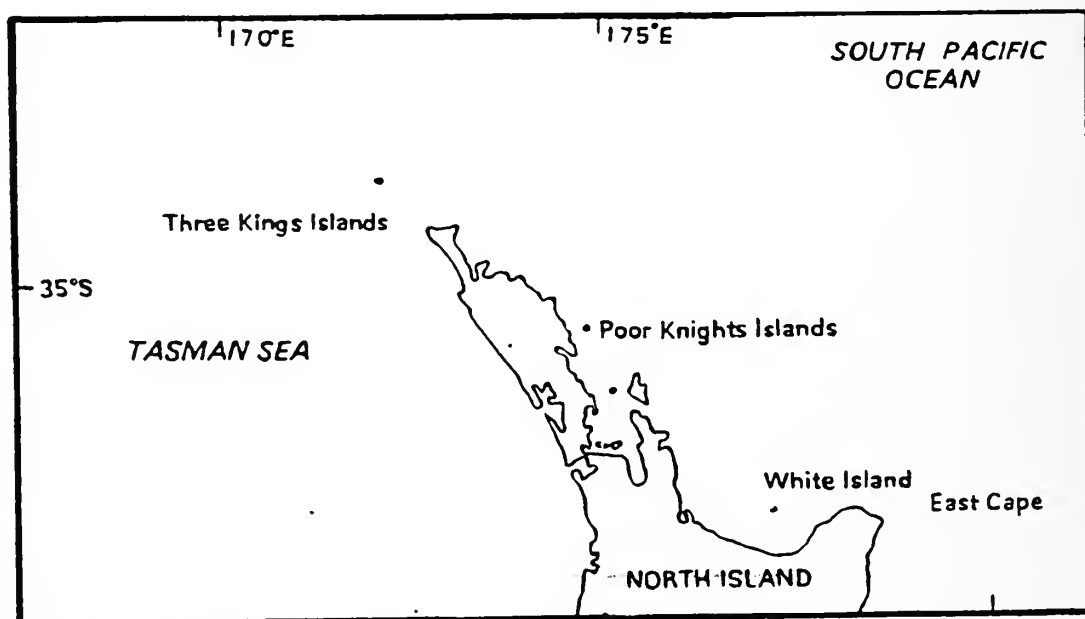 170°E
175°E
SOUTH PACIFIC
OCEAN
Three Kings Islands
35°S
Poor Knights Islands
TASMAN SEA
White Island
East Cape
NORTH ISLAND